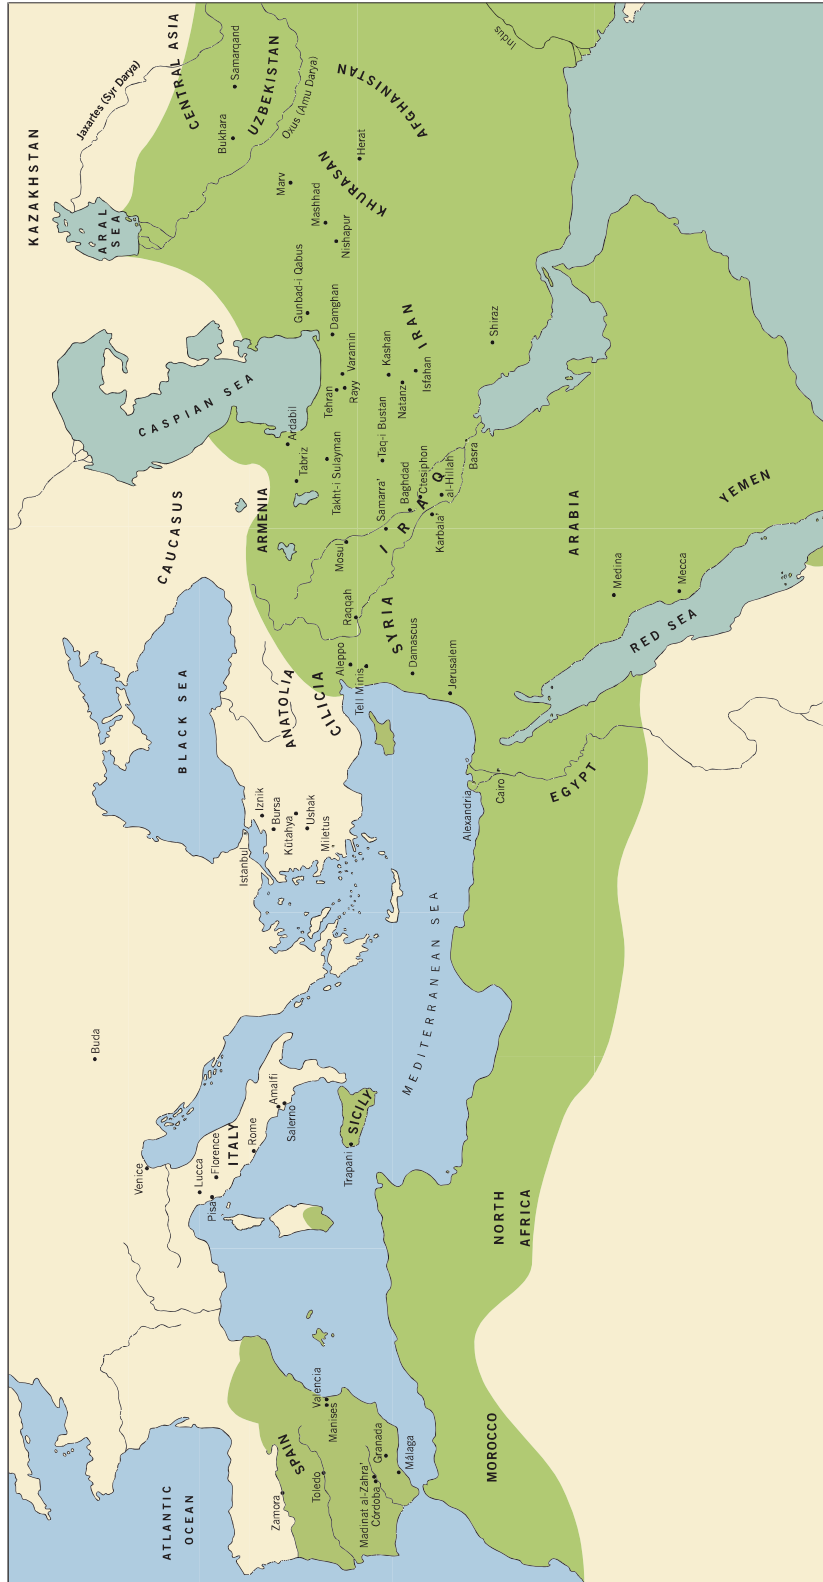 ATLANTIC
OCEAN
Zamora
SPAIN
Toledo
Valencia
Manises
Madinat al-Zahra'
Córdoba
Granada
Málaga
MOROCCO
NORTH
AFRICA
Venice
Lucca
Florence
Pisa
ITALY
Rome
Amalfi
Salerno
Trapani
SICILY
Buda
MEDITERRANEAN SEA
BLACK SEA
Istanbul
Iznik
Bursa
Kütahya
Ushak
Miletus
ANATOLIA
CILICIA
Aleppo
Tell Minis
Alexandria
Cairo
EGYPT
SYRIA
Damascus
Jerusalem
Raqqah
CAUCASUS
ARMENIA
Mosul
Samarra'
IRAQ
Baghdad
Ctesiphon
Karbala'
al-Hillah
Basra
ARABIA
Medina
Mecca
RED SEA
YEMEN
CASPIAN SEA
Ardabil
Tabriz
Takht-i Sulayman
Taq-i Bustan
Tehran
Rayy
Varamin
Kashan
Natanz
Isfahan
IRAN
Shiraz
Damghan
Gunbad-i Qabus
Nishapur
Mashhad
KHURASAN
Marv
Herat
AFGHANISTAN
KAZAKHSTAN
ARAL
SEA
Jaxartes (Syr Darya)
CENTRAL ASIA
UZBEKISTAN
Bukhara
Samarqand
Oxus (Amu Darya)
Indus